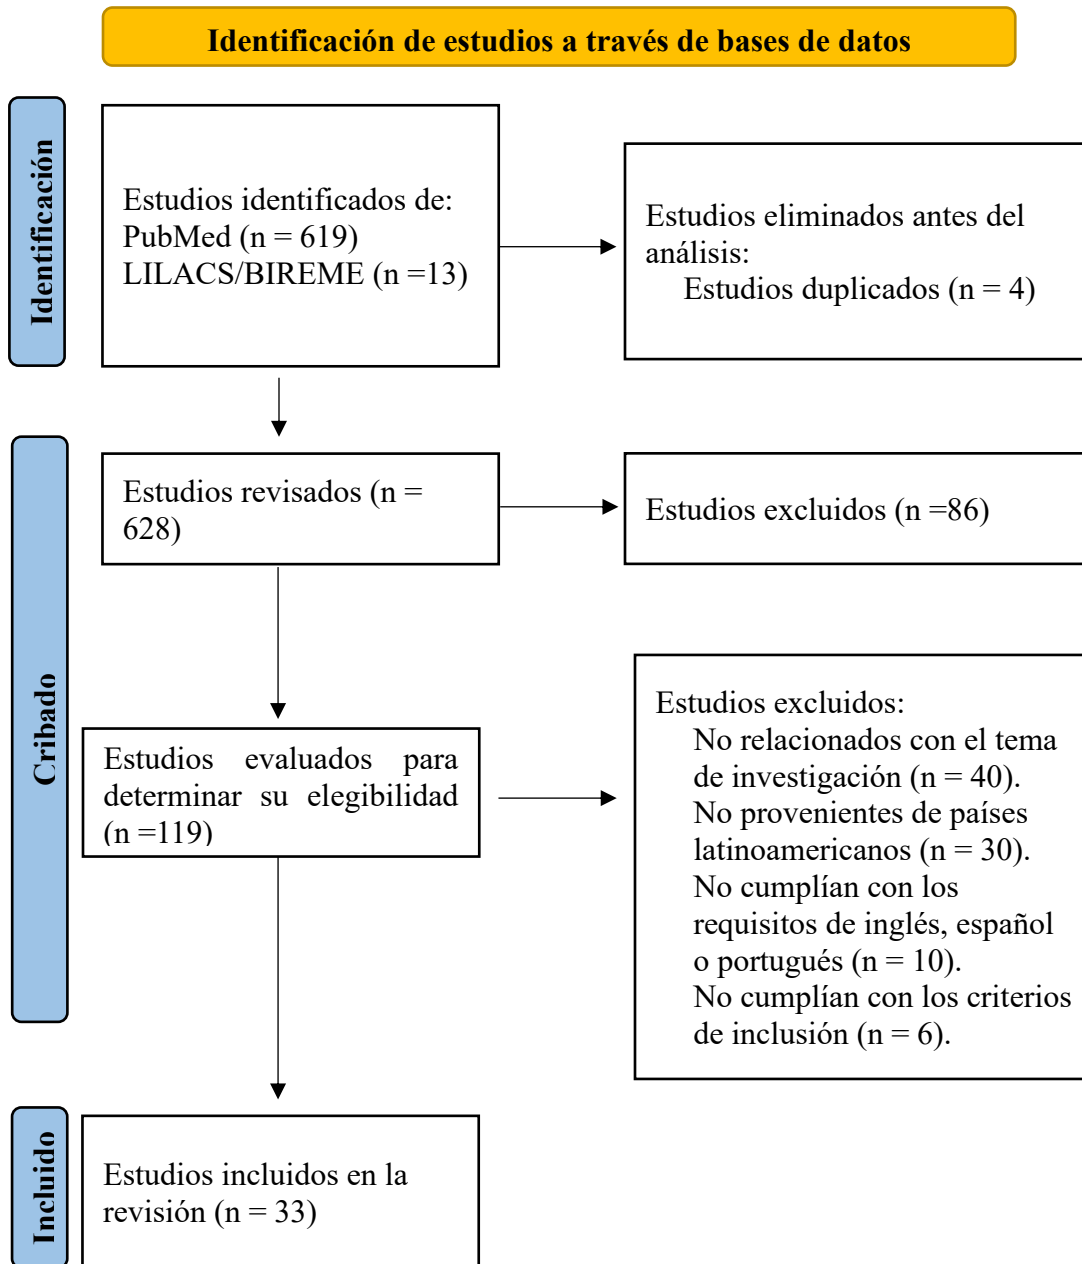 Identificación de estudios a través de bases de datos
Identificación
Estudios identificados de:
PubMed (n = 619)
LILACS/BIREME (n =13)
Estudios eliminados antes del
análisis:
Estudios duplicados (n = 4)
Cribado
Estudios revisados (n =
628)
Estudios excluidos (n =86)
Estudios evaluados para
determinar su elegibilidad
(n =119)
Estudios excluidos:
No relacionados con el tema
de investigación (n = 40).
No provenientes de países
latinoamericanos (n = 30).
No cumplían con los
requisitos de inglés, español
o portugués (n = 10).
No cumplían con los criterios
de inclusión (n = 6).
Incluido
Estudios incluidos en la
revisión (n = 33)